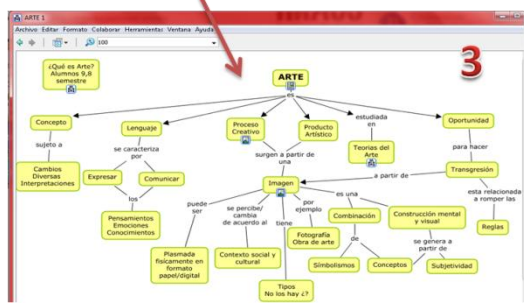 ARTE 1
Archivo Editar Formato Colaborar Herramientas Ventana Ayuda
100
3
¿Qué es Arte?
Alumnos 9,8
semestre
ARTE
es
Concepto
Lenguaje
Proceso
Creativo
Producto
Artístico
estudiada
en
Oportunidad
sujeto a
se caracteriza
por
surgen a partir de
una
Teorías del
Arte
para hacer
Cambios
Diversas
Interpretaciones
Expresar
Comunicar
Imagen
a partir de
Transgresión
los
puede
ser
se percibe/
cambia
de acuerdo al
tiene
por
ejemplo
es una
esta relacionada
a romper las
Pensamientos
Emociones
Conocimientos
Fotografía
Obra de arte
Combinación
Construcción mental
y visual
Reglas
Plasmada
físicamente en
formato
papel/digital
Contexto social y
cultural
de
se genera a
partir de
Tipos
No los hay ¿?
Símbolismos
Conceptos
Subjetividad